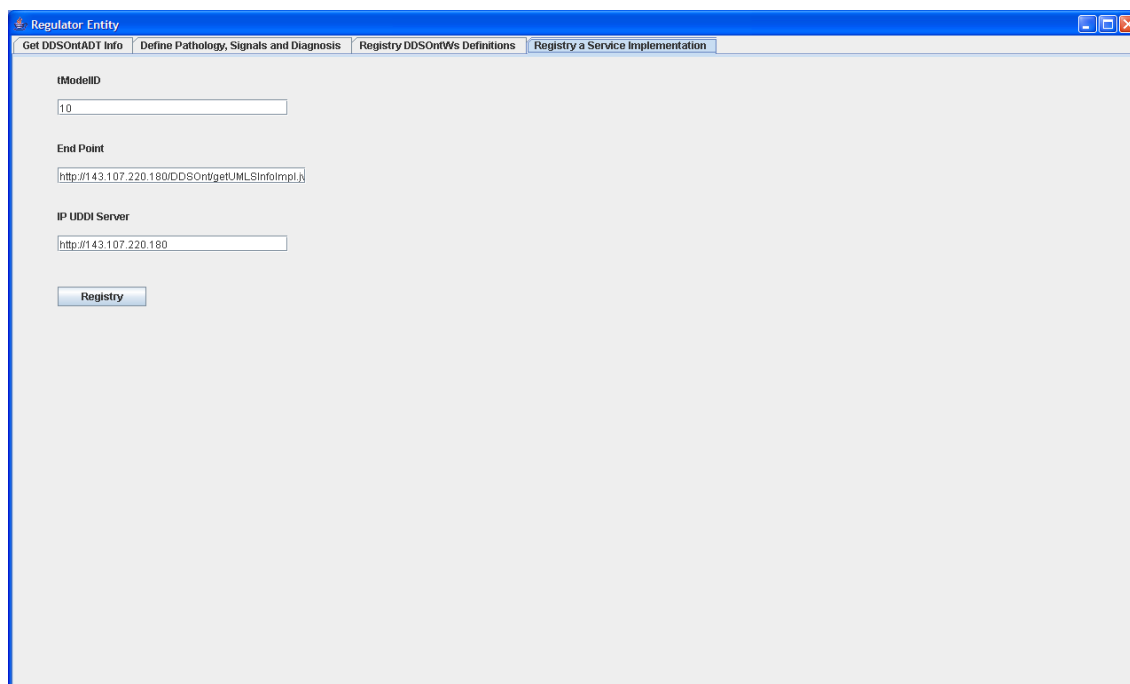 Regulator Entity
Get DDSOntADT Info Define Pathology, Signals and Diagnosis Registry DDSOntWs Definitions Registry a Service Implementation
tModelID
10
End Point
http://143.107.220.180/DDSOnt/getUMLSInfoImpl.jw
IP UDDI Server
http://143.107.220.180
Registry